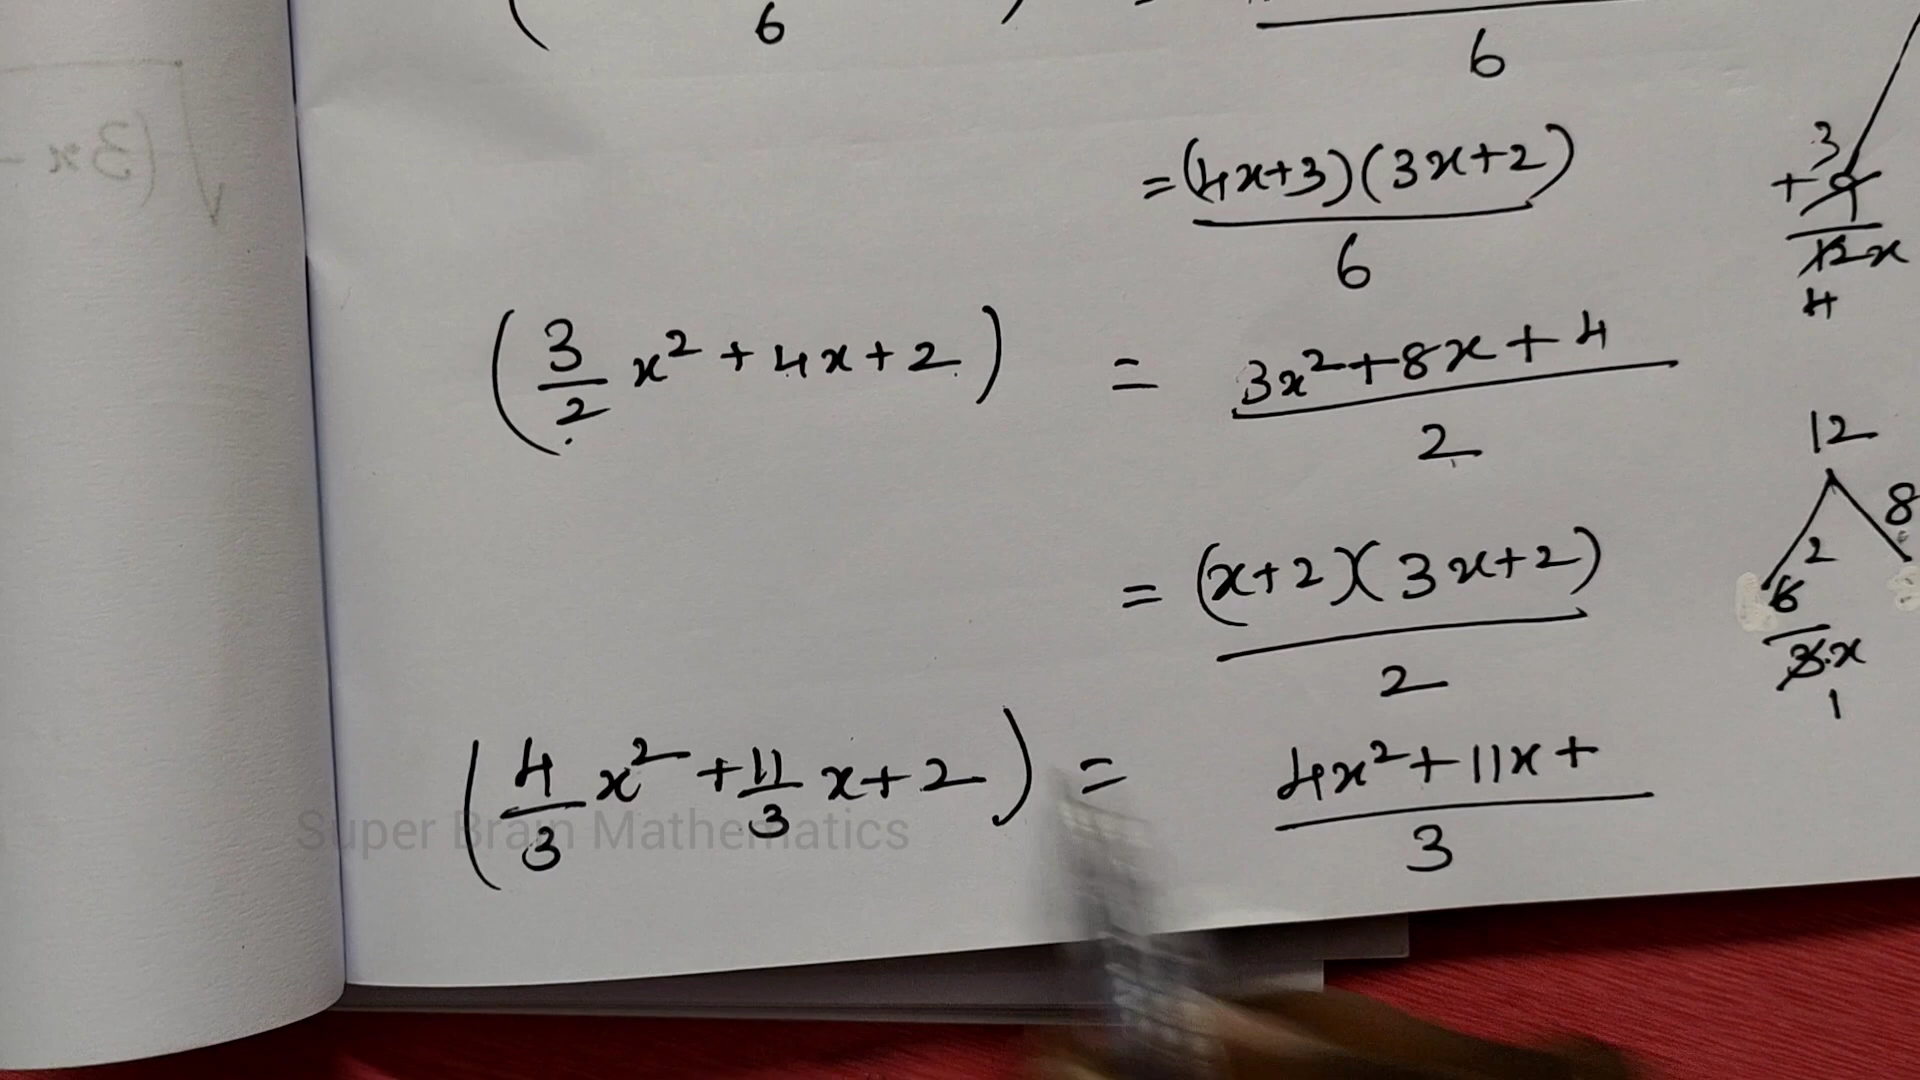 6
6
√(3x -
= (4x+3)(3x+2)
6
3
+9
12x
4
(3/2 x² + 4x + 2) = 3x² + 8x + 4
2
12
8
2
6
3x
1
= (x+2)(3x+2)
2
(4/3 x² + 11/3 x + 2) = 4x² + 11x +
3
Super Brain Mathematics